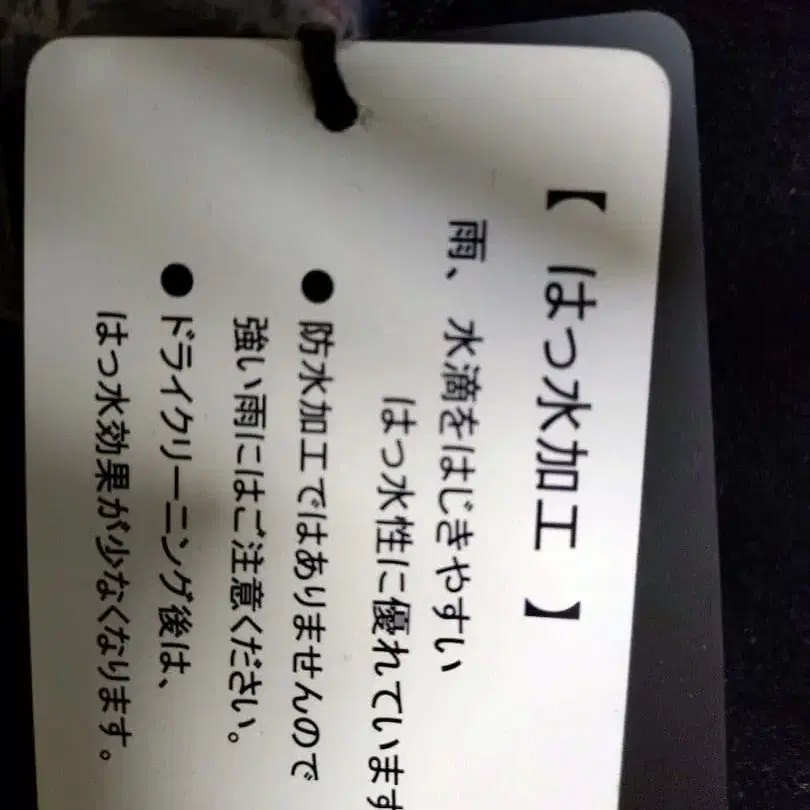 【 はっ水加工 】
雨、水滴をはじきやすい
はっ水性に優れています
● 防水加工ではありませんので
強い雨にはご注意ください。
● ドライクリーニング後は、
はっ水効果が少なくなります。